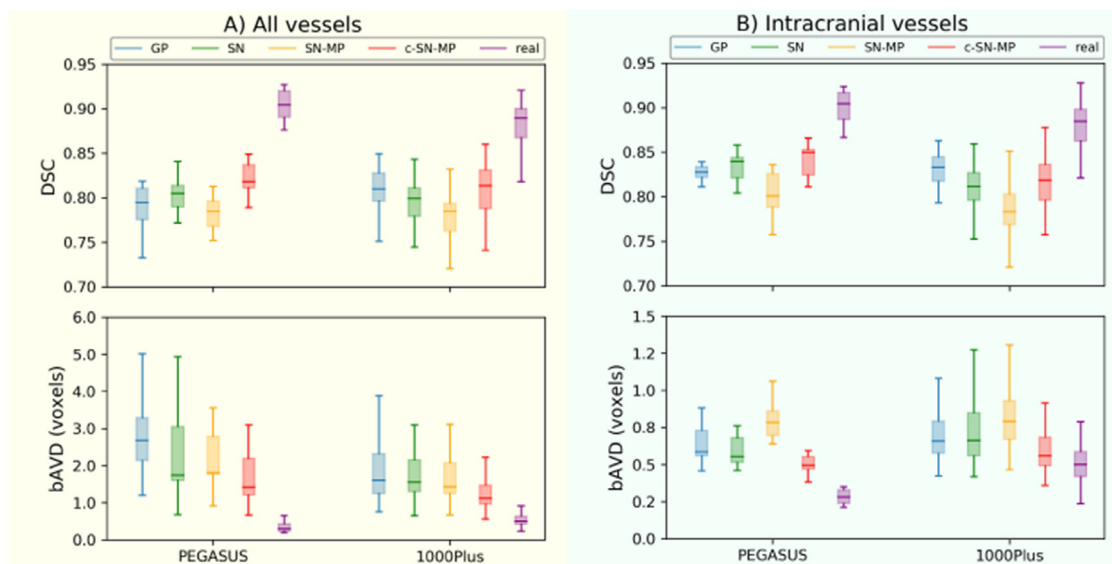 A) All vessels
GP SN SN-MP c-SN-MP real
0.95
0.90
0.85
0.80
0.75
0.70
DSC
6.0
5.0
4.0
3.0
2.0
1.0
0.0
bAVD (voxels)
PEGASUS 1000Plus
B) Intracranial vessels
GP SN SN-MP c-SN-MP real
0.95
0.90
0.85
0.80
0.75
0.70
DSC
1.5
1.2
1.0
0.8
0.5
0.2
0.0
bAVD (voxels)
PEGASUS 1000Plus